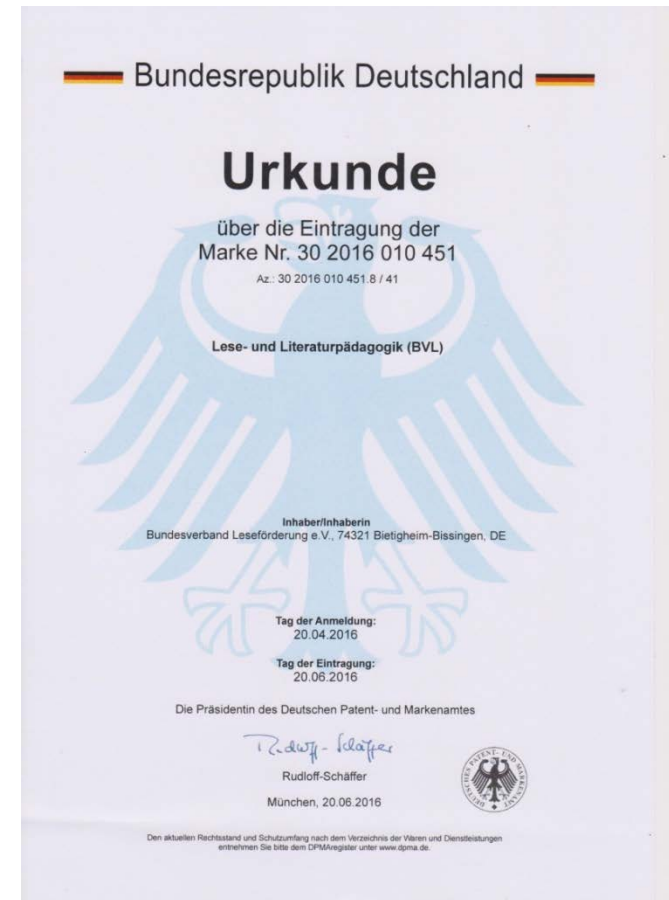 Bundesrepublik Deutschland
Urkunde
über die Eintragung der
Marke Nr. 30 2016 010 451
Az.: 30 2016 010 451.8 / 41
Lese- und Literaturpädagogik (BVL)
Inhaber/Inhaberin
Bundesverband Leseförderung e.V., 74321 Bietigheim-Bissingen, DE
Tag der Anmeldung:
20.04.2016
Tag der Eintragung:
20.06.2016
Die Präsidentin des Deutschen Patent- und Markenamtes
Rudloff-Schäffer
Rudloff-Schäffer
München, 20.06.2016
DEUTSCHES PATENT- UND MARKENAMT
Den aktuellen Rechtsstand und Schutzumfang nach dem Verzeichnis der Waren und Dienstleistungen
entnehmen Sie bitte dem DPMAregister unter www.dpma.de.